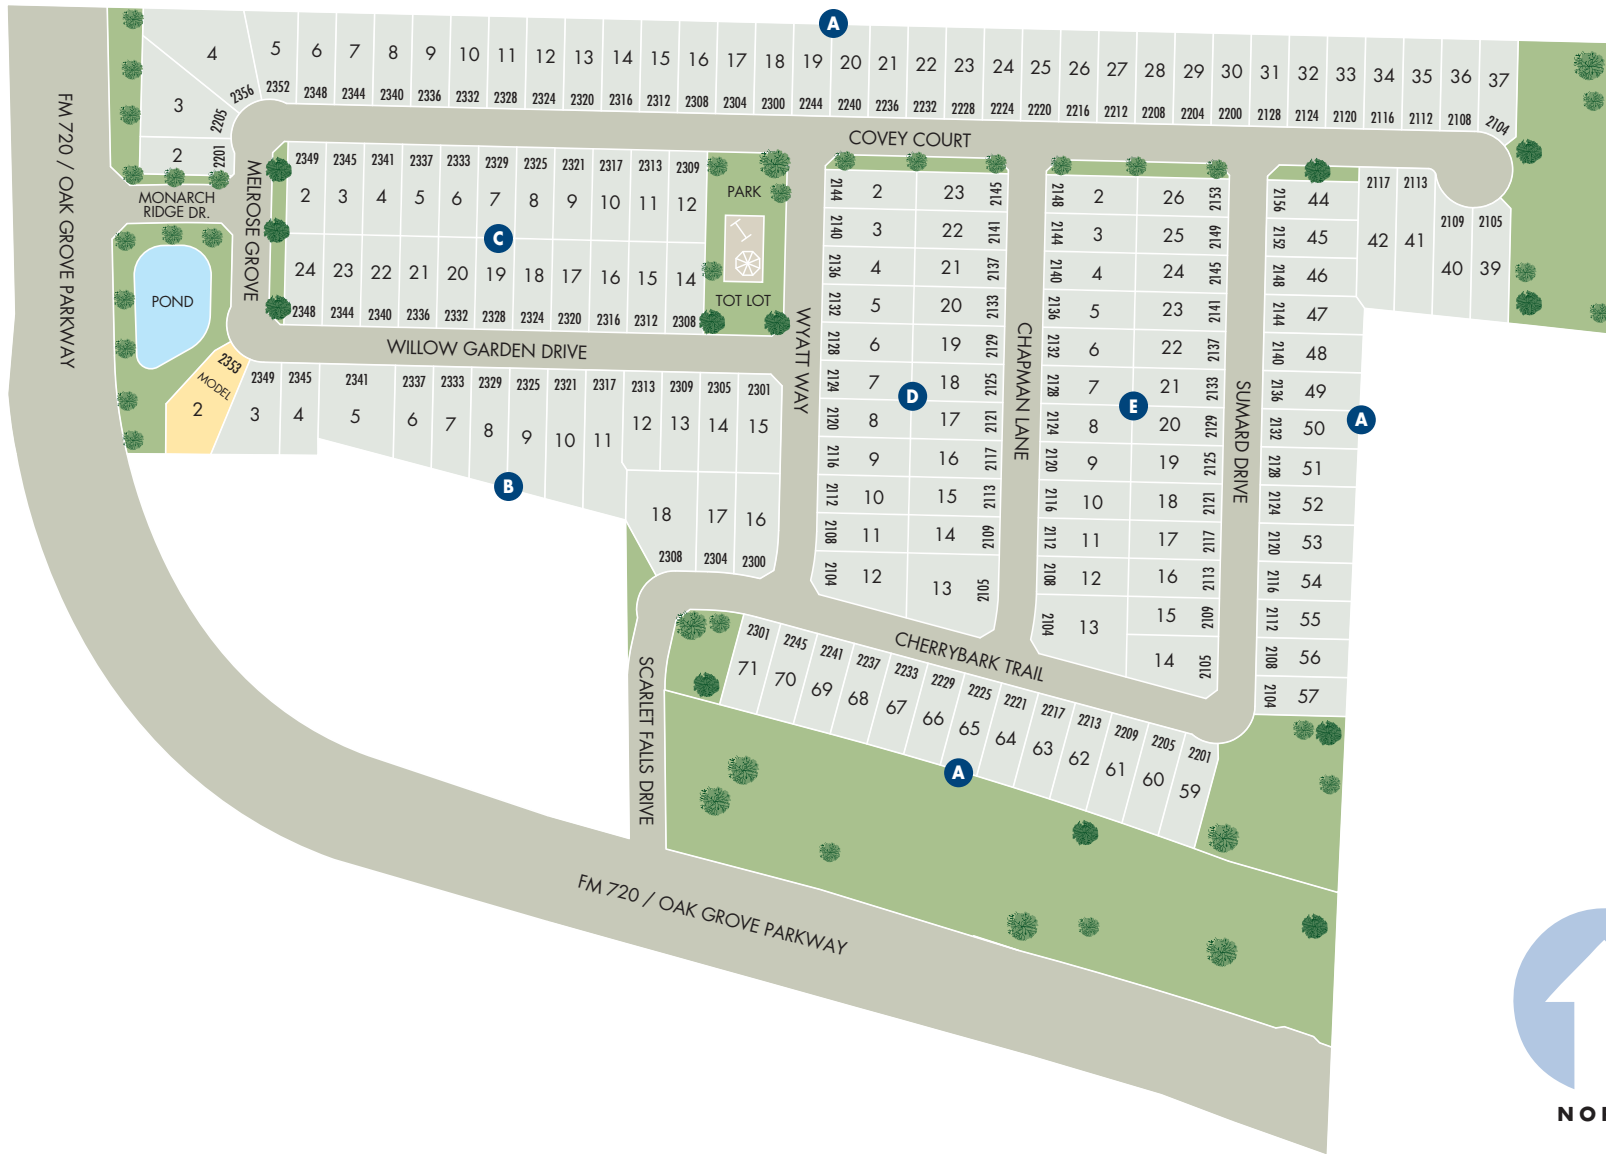 A
4 5 6 7 8 9 10 11 12 13 14 15 16 17 18 19 20 21 22 23 24 25 26 27 28 29 30 31 32 33 34 35 36 37
2356 2352 2348 2344 2340 2336 2332 2328 2324 2320 2316 2312 2308 2304 2300 2244 2240 2236 2232 2228 2224 2220 2216 2212 2208 2204 2200 2128 2124 2120 2116 2112 2108 2104
3 2205
2 2201
FM 720 / OAK GROVE PARKWAY
COVEY COURT
MONARCH
RIDGE DR.
MELROSE GROVE
POND
2349 2345 2341 2337 2333 2329 2325 2321 2317 2313 2309
2 3 4 5 6 7 8 9 10 11 12
C
24 23 22 21 20 19 18 17 16 15 14
2348 2344 2340 2336 2332 2328 2324 2320 2316 2312 2308
PARK
TOT LOT
WILLOW GARDEN DRIVE
2353
MODEL
2
2349 2345 2341 2337 2333 2329 2325 2321 2317 2313 2309 2305 2301
3 4 5 6 7 8 9 10 11 12 13 14 15
B
18 17 16
2308 2304 2300
WYATT WAY
2144 2 23 2145
2140 3 22 2141
2136 4 21 2137
2132 5 20 2133
2128 6 19 2129
2124 7 18 2125
D
2120 8 17 2121
2116 9 16 2117
2112 10 15 2113
2108 11 14 2109
2104 12 13 2105
CHAPMAN LANE
2148 2 26 2153
2144 3 25 2149
2140 4 24 2145
2136 5 23 2141
2132 6 22 2137
2128 7 21 2133
E
2124 8 20 2129
2120 9 19 2125
2116 10 18 2121
2112 11 17 2117
2108 12 16 2113
2104 13 15 2109
14 2105
SUMARD DRIVE
2156 44
2152 45
2148 46
2144 47
2140 48
2136 49
2132 50
A
2128 51
2124 52
2120 53
2116 54
2112 55
2108 56
2104 57
2117 2113 2109 2105
42 41 40 39
CHERRYBARK TRAIL
2301 2245 2241 2237 2233 2229 2225 2221 2217 2213 2209 2205 2201
71 70 69 68 67 66 65 64 63 62 61 60 59
A
SCARLET FALLS DRIVE
FM 720 / OAK GROVE PARKWAY